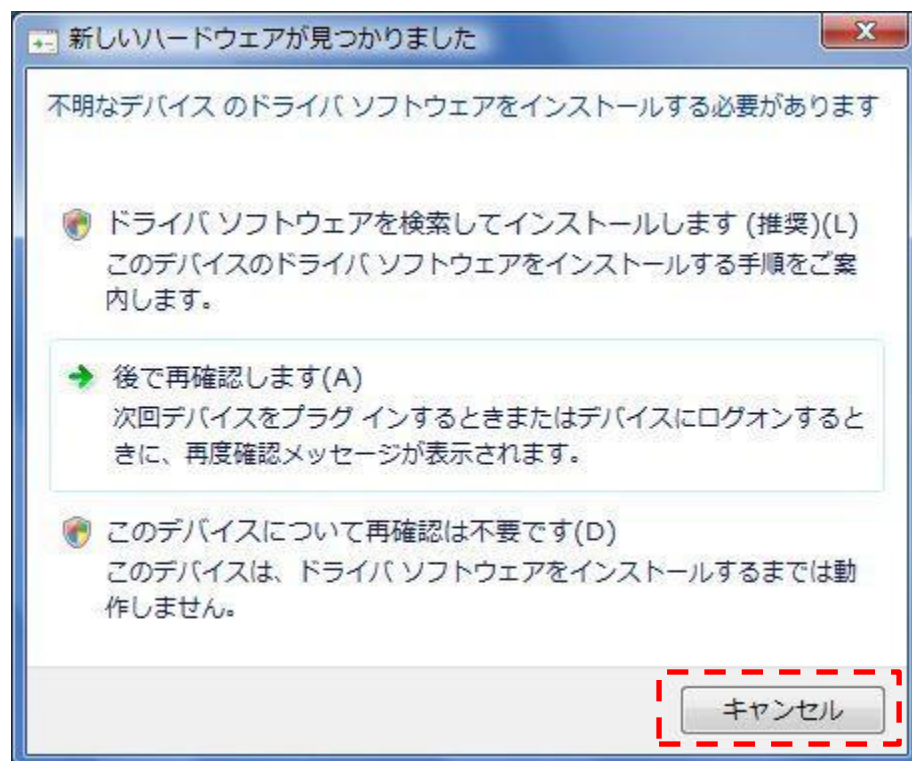 新しいハードウェアが見つかりました
不明なデバイス のドライバ ソフトウェアをインストールする必要があります
ドライバ ソフトウェアを検索してインストールします (推奨)(L)
このデバイスのドライバ ソフトウェアをインストールする手順をご案
内します。
後で再確認します(A)
次回デバイスをプラグ インするときまたはデバイスにログオンすると
きに、再度確認メッセージが表示されます。
このデバイスについて再確認は不要です(D)
このデバイスは、ドライバ ソフトウェアをインストールするまでは動
作しません。
キャンセル